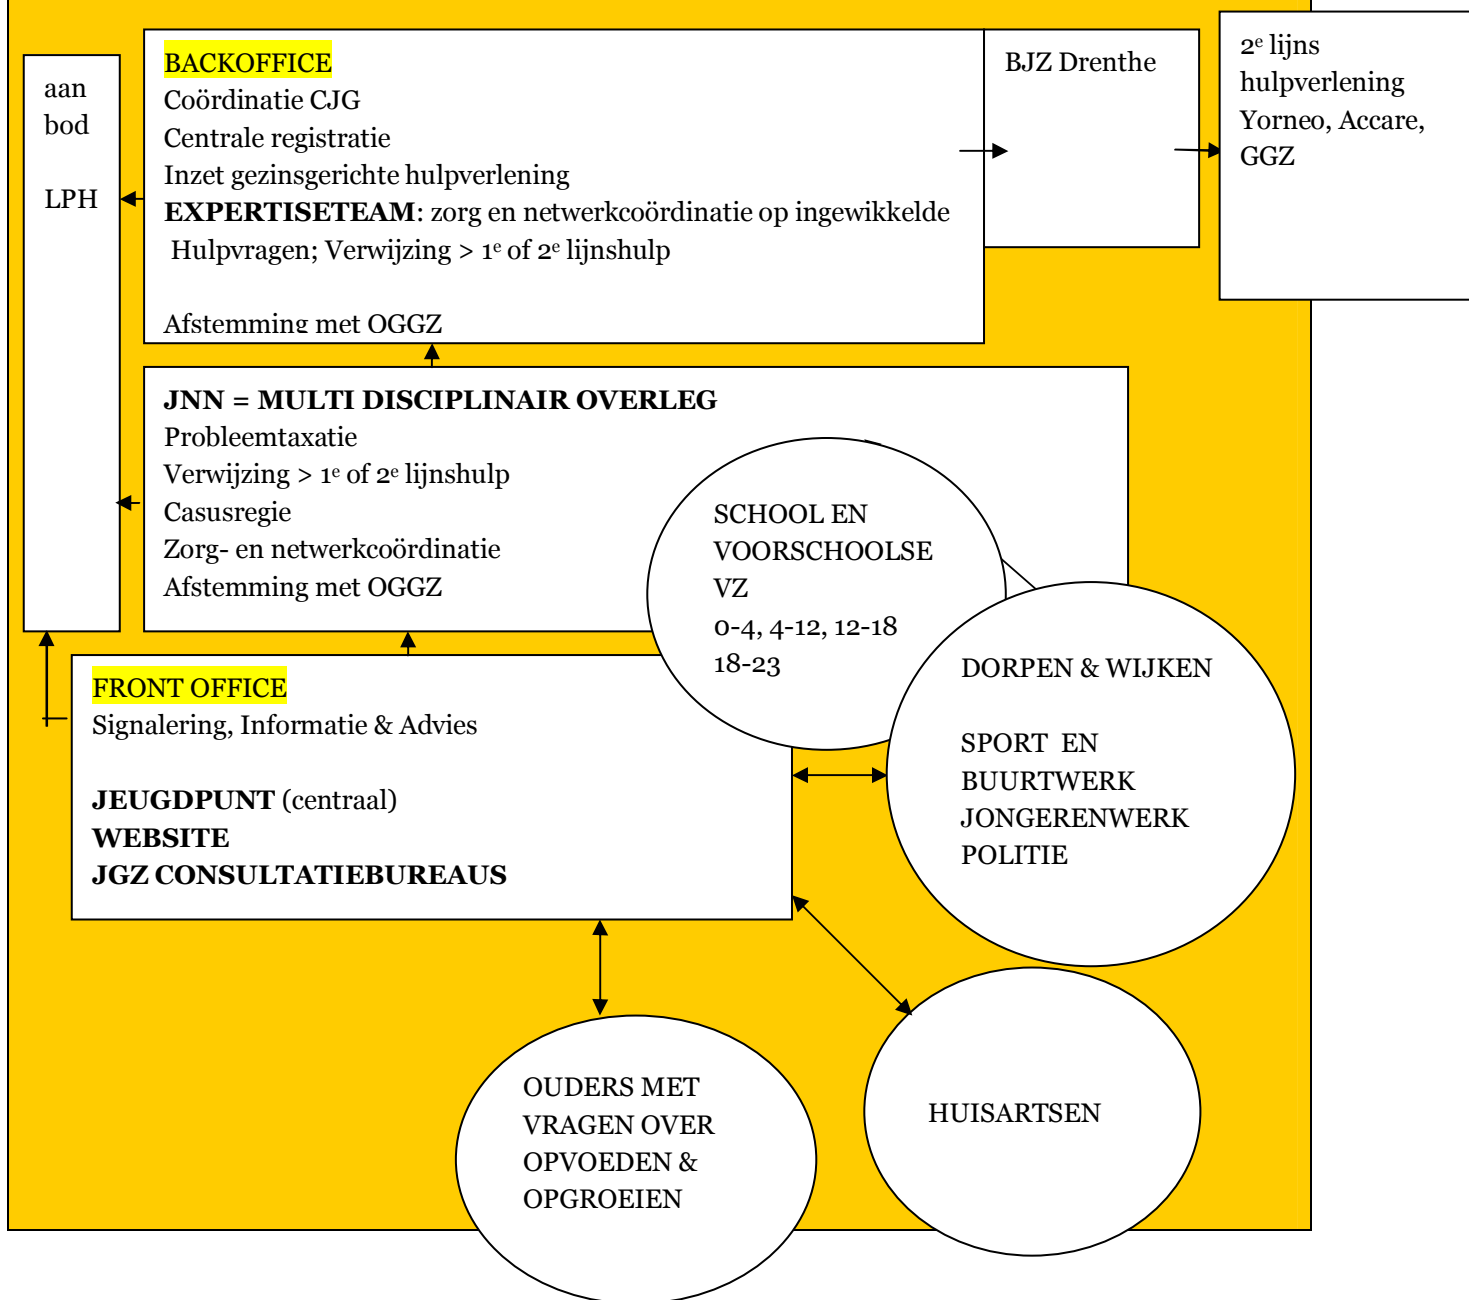 aan
bod
LPH
BACKOFFICE
Coördinatie CJG
Centrale registratie
Inzet gezinsgerichte hulpverlening
EXPERTISETEAM: zorg en netwerkcoördinatie op ingewikkelde
Hulpvragen; Verwijzing > 1e of 2e lijnshulp
Afstemming met OGGZ
BJZ Drenthe
2e lijns
hulpverlening
Yorneo, Accare,
GGZ
JNN = MULTI DISCIPLINAIR OVERLEG
Probleemtaxatie
Verwijzing > 1e of 2e lijnshulp
Casusregie
Zorg- en netwerkcoördinatie
Afstemming met OGGZ
SCHOOL EN
VOORSCHOOLSE
VZ
0-4, 4-12, 12-18
18-23
FRONT OFFICE
Signalering, Informatie & Advies
JEUGDPUNT (centraal)
WEBSITE
JGZ CONSULTATIEBUREAUS
DORPEN & WIJKEN
SPORT EN
BUURTWERK
JONGERENWERK
POLITIE
OUDERS MET
VRAGEN OVER
OPVOEDEN &
OPGROEIEN
HUISARTSEN